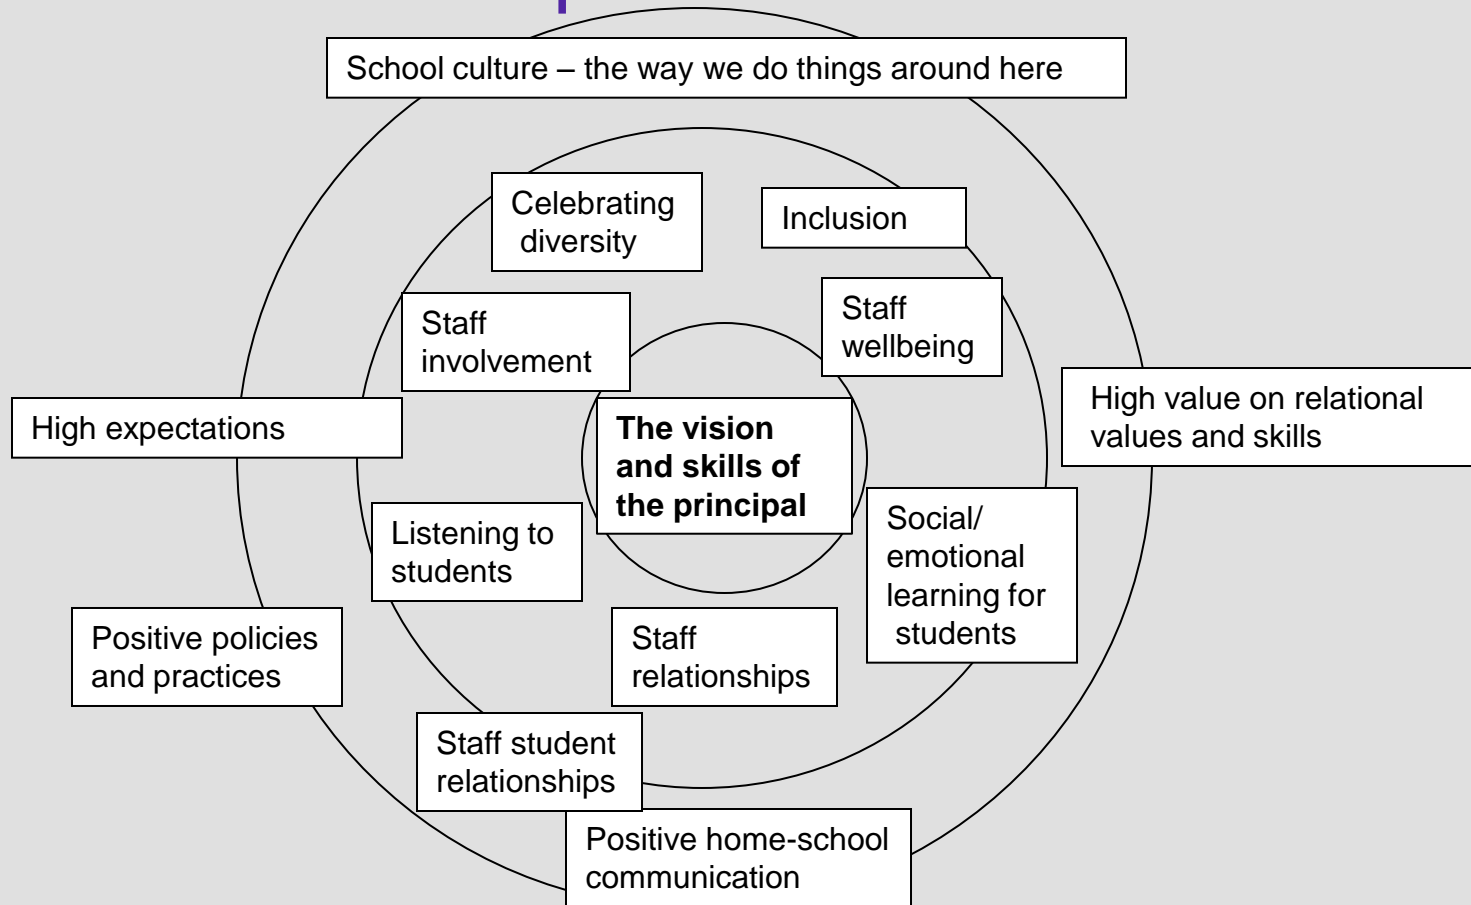 School culture – the way we do things around here
Celebrating
diversity
Inclusion
Staff
involvement
Staff
wellbeing
High expectations
The vision
and skills of
the principal
High value on relational
values and skills
Listening to
students
Social/
emotional
learning for
students
Positive policies
and practices
Staff
relationships
Staff student
relationships
Positive home-school
communication